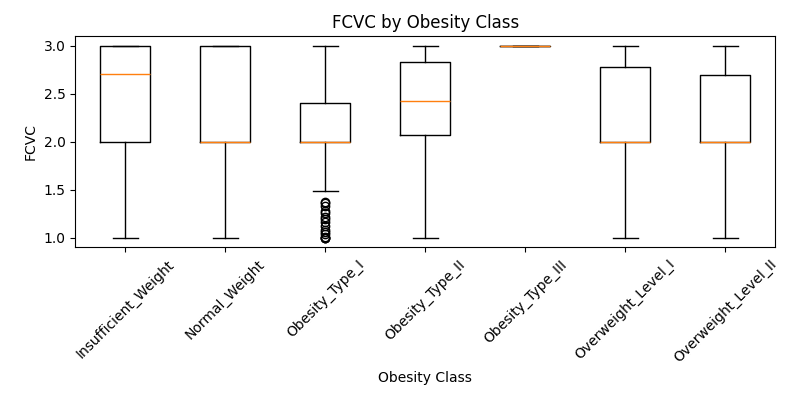 FCVC by Obesity Class
FCVC
3.0
2.5
2.0
1.5
1.0
Insufficient_Weight
Normal_Weight
Obesity_Type_I
Obesity_Type_II
Obesity_Type_III
Overweight_Level_I
Overweight_Level_II
Obesity Class